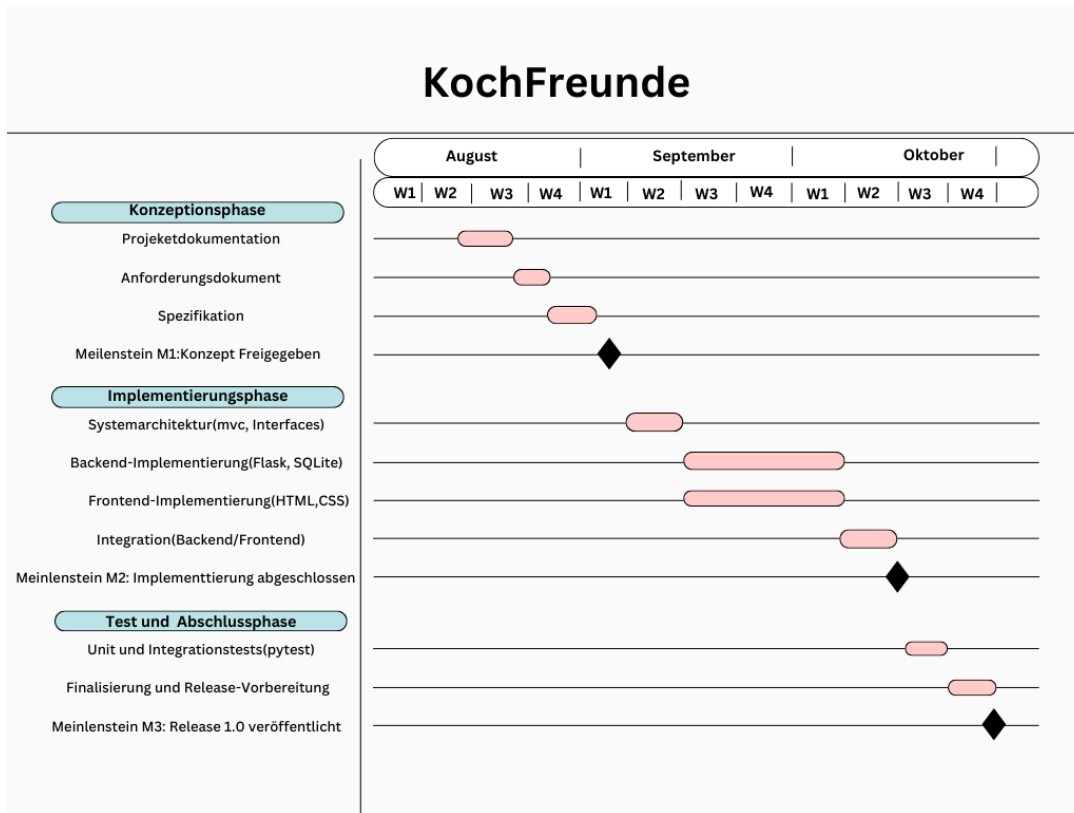 KochFreunde
August | September | Oktober |
W1 | W2 | W3 | W4 | W1 | W2 | W3 | W4 | W1 | W2 | W3 | W4 |
Konzeptionsphase
Projeketdokumentation
Anforderungsdokument
Spezifikation
Meilenstein M1:Konzept Freigegeben
Implementierungsphase
Systemarchitektur(mvc, Interfaces)
Backend-Implementierung(Flask, SQLite)
Frontend-Implementierung(HTML,CSS)
Integration(Backend/Frontend)
Meinlenstein M2: Implementtierung abgeschlossen
Test und Abschlussphase
Unit und Integrationstests(pytest)
Finalisierung und Release-Vorbereitung
Meinlenstein M3: Release 1.0 veröffentlicht